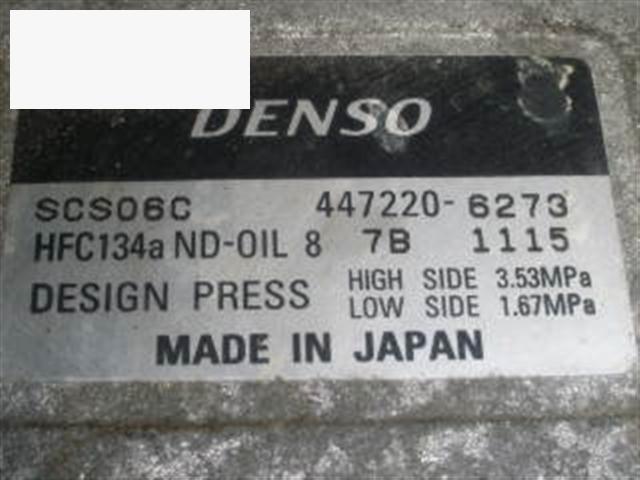 DENSO
SCS06C 447220-6273
HFC134a ND-OIL 8 7B 1115
DESIGN PRESS HIGH SIDE 3.53MPa
LOW SIDE 1.67MPa
MADE IN JAPAN